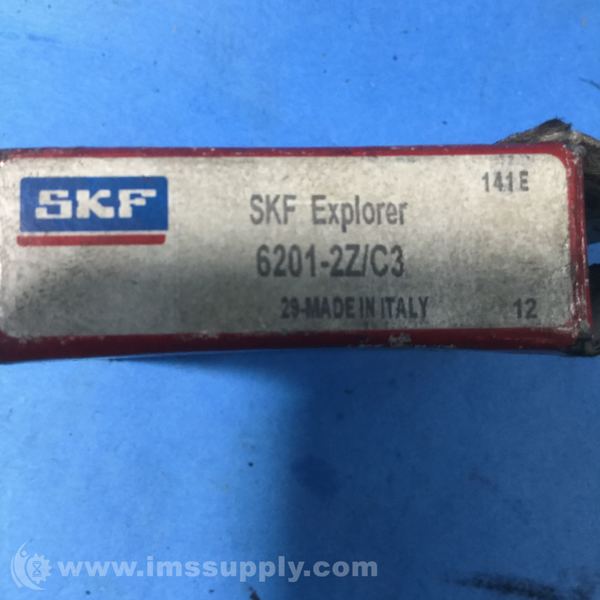 SKF
SKF Explorer
141E
6201-2Z/C3
29-MADE IN ITALY
12
www.imssupply.com